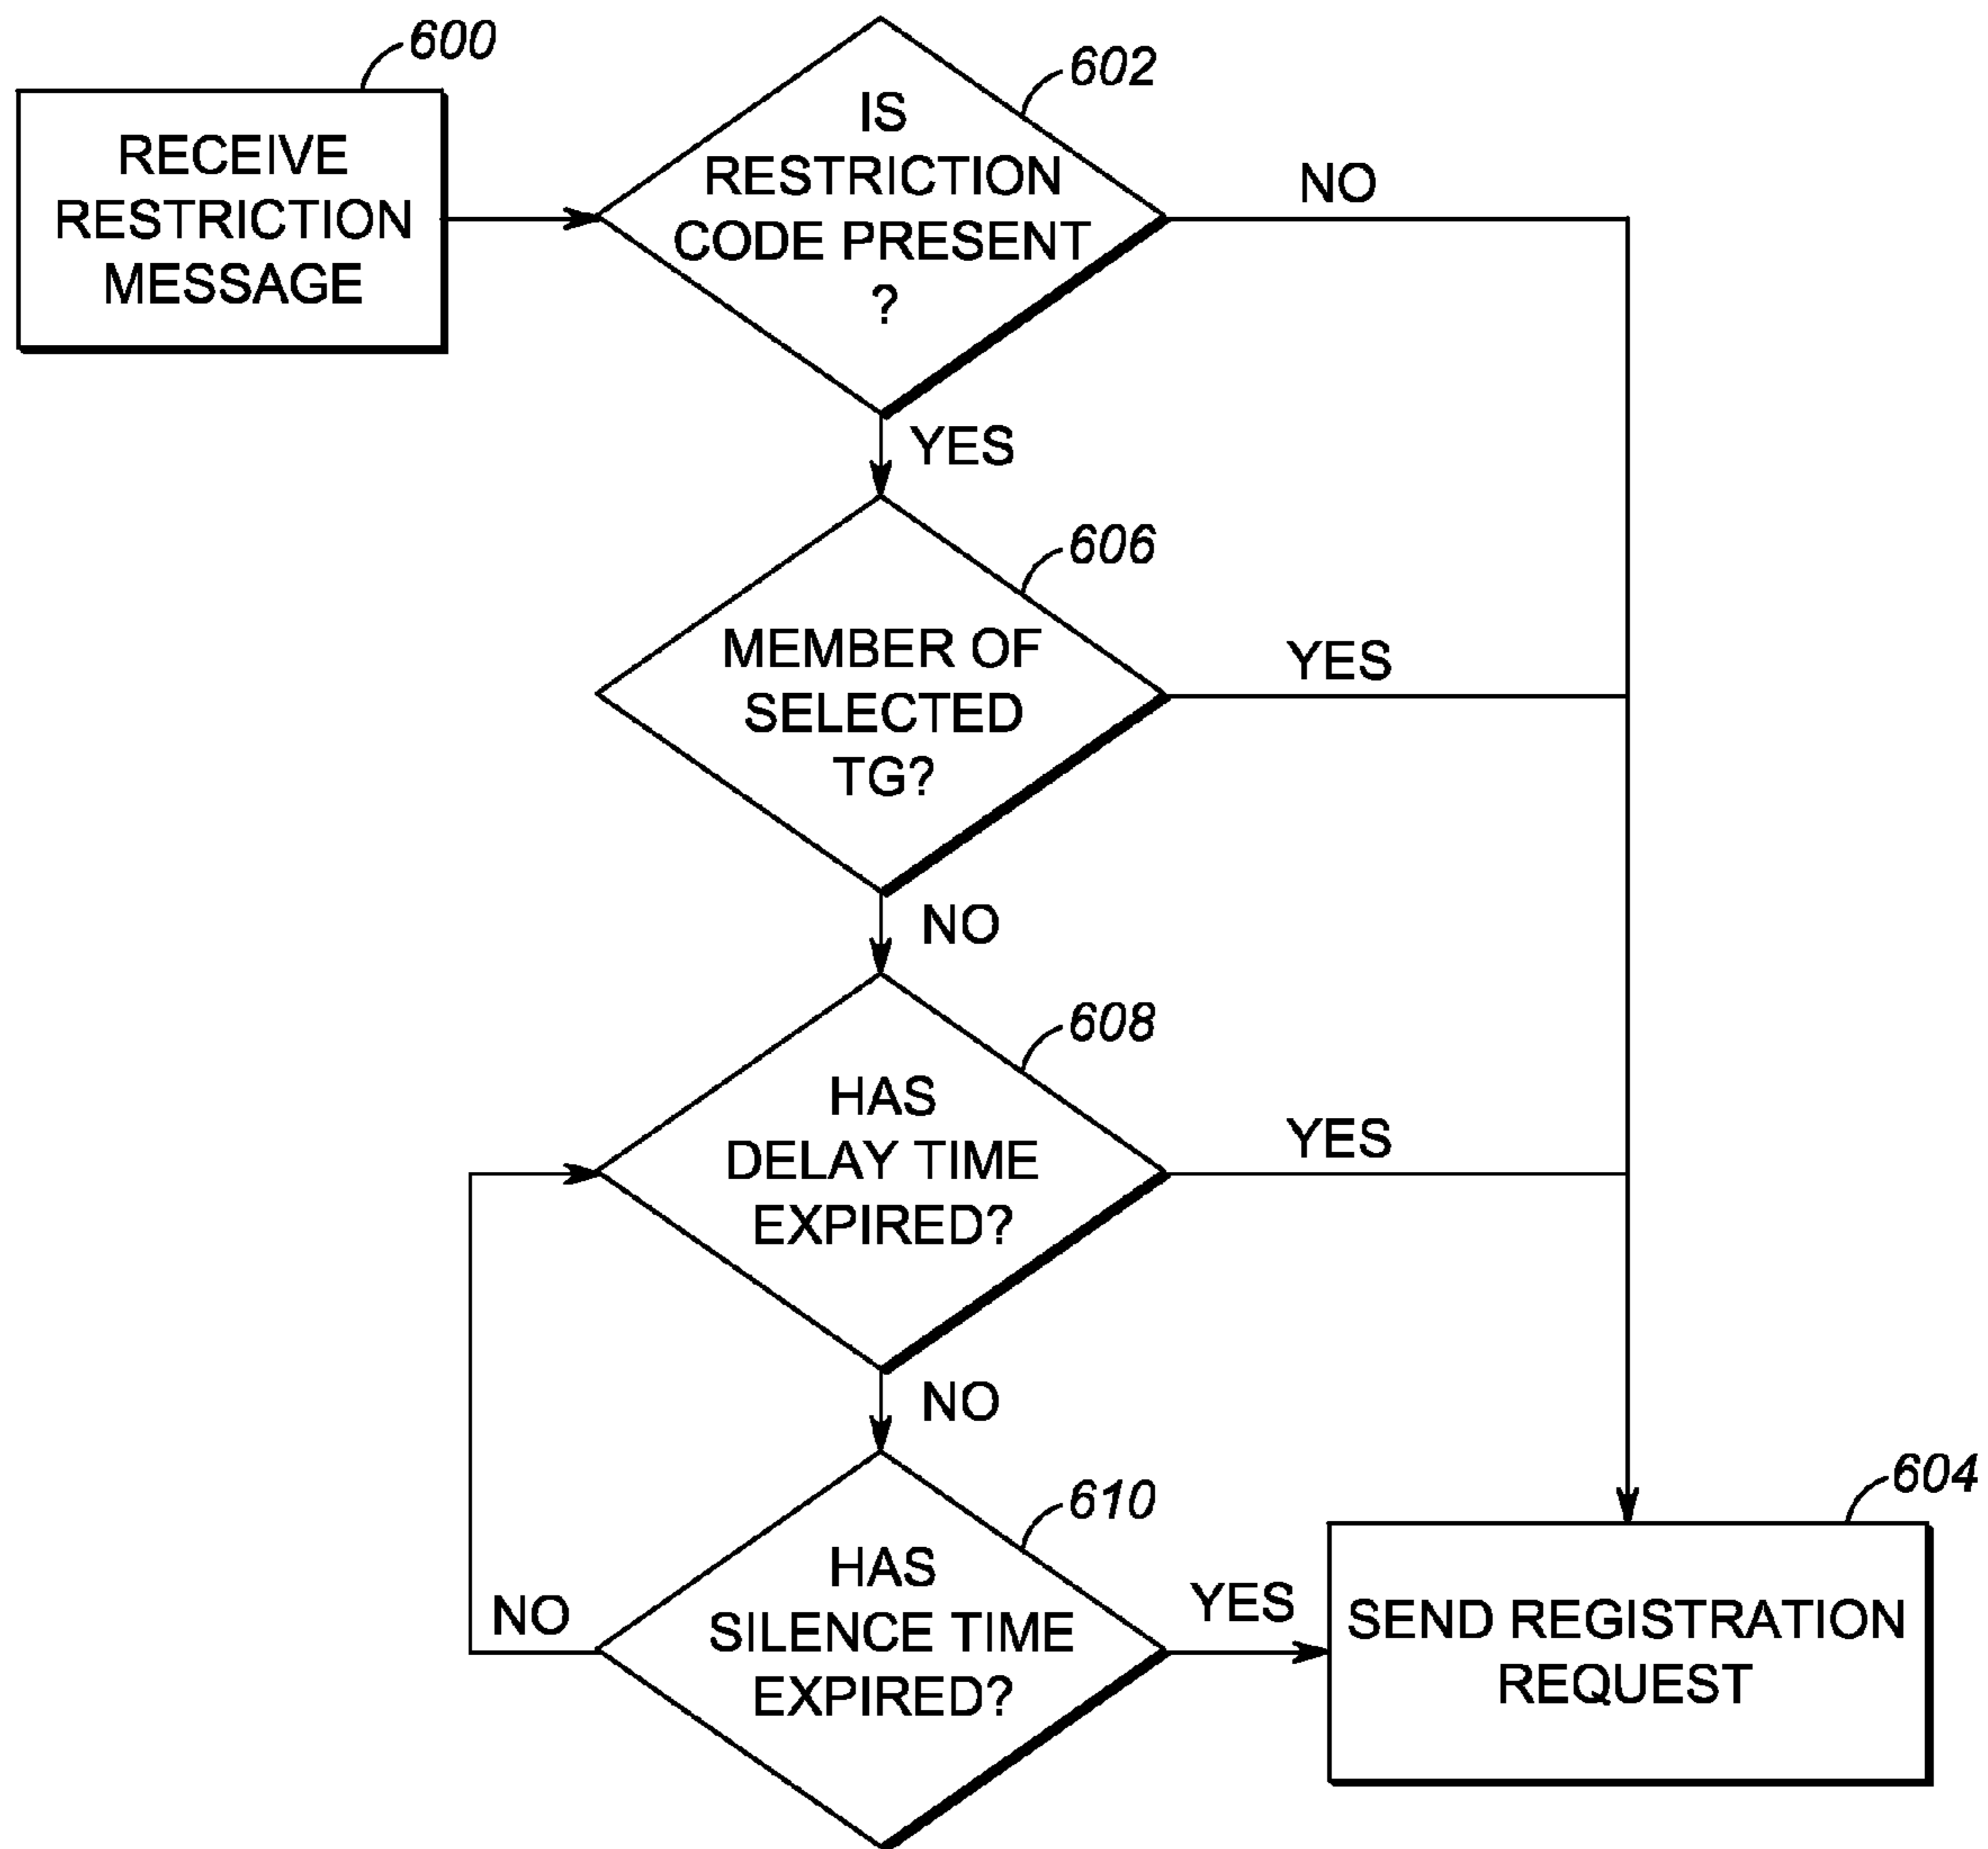 600
RECEIVE
RESTRICTION
MESSAGE
602
IS
RESTRICTION
CODE PRESENT
?
NO
YES
606
MEMBER OF
SELECTED
TG?
YES
NO
608
HAS
DELAY TIME
EXPIRED?
YES
NO
610
HAS
SILENCE TIME
EXPIRED?
NO
YES
604
SEND REGISTRATION
REQUEST